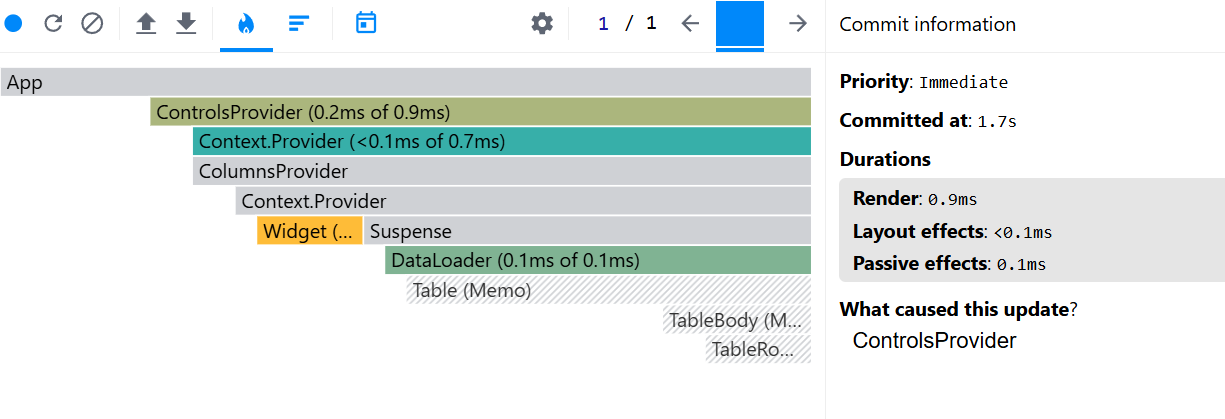 1 / 1
Commit information
App
ControlsProvider (0.2ms of 0.9ms)
Context.Provider (<0.1ms of 0.7ms)
ColumnsProvider
Context.Provider
Widget (...
Suspense
DataLoader (0.1ms of 0.1ms)
Table (Memo)
TableBody (M...
TableRo...
Priority: Immediate
Committed at: 1.7s
Durations
Render: 0.9ms
Layout effects: <0.1ms
Passive effects: 0.1ms
What caused this update?
ControlsProvider